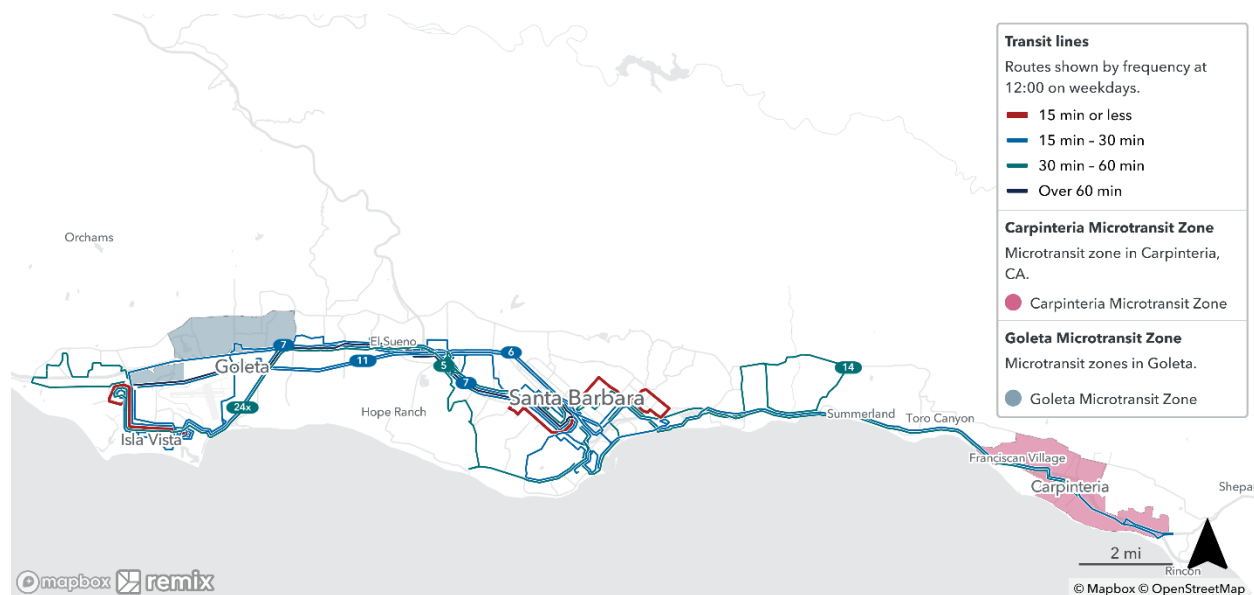 Transit lines
Routes shown by frequency at
12:00 on weekdays.
15 min or less
15 min – 30 min
30 min – 60 min
Over 60 min
Carpinteria Microtransit Zone
Microtransit zone in Carpinteria,
CA.
Carpinteria Microtransit Zone
Goleta Microtransit Zone
Microtransit zones in Goleta.
Goleta Microtransit Zone
Orchams
El Sueno
7
6
11
Goleta
5
7
14
Santa Barbara
24x
Hope Ranch
Isla Vista
Summerland
Toro Canyon
Franciscan Village
Carpinteria
Shepa
2 mi
Rincon
mapbox remix
© Mapbox © OpenStreetMap